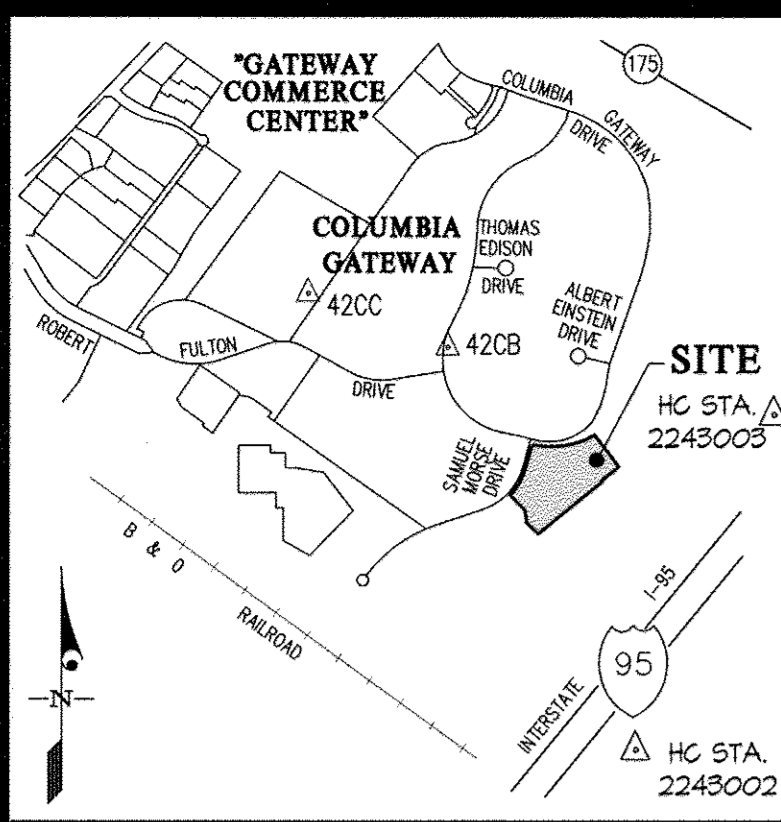 "GATEWAY
COMMERCE
CENTER"
COLUMBIA
GATEWAY
DRIVE
175
COLUMBIA
GATEWAY
THOMAS
EDISON
DRIVE
ALBERT
EINSTEIN
DRIVE
42CC
42CB
ROBERT
FULTON
DRIVE
SITE
HC STA.
2243003
SAMUEL
MORSE
DRIVE
B & O
RAILROAD
I-95
INTERSTATE
95
-N-
HC STA.
2243002